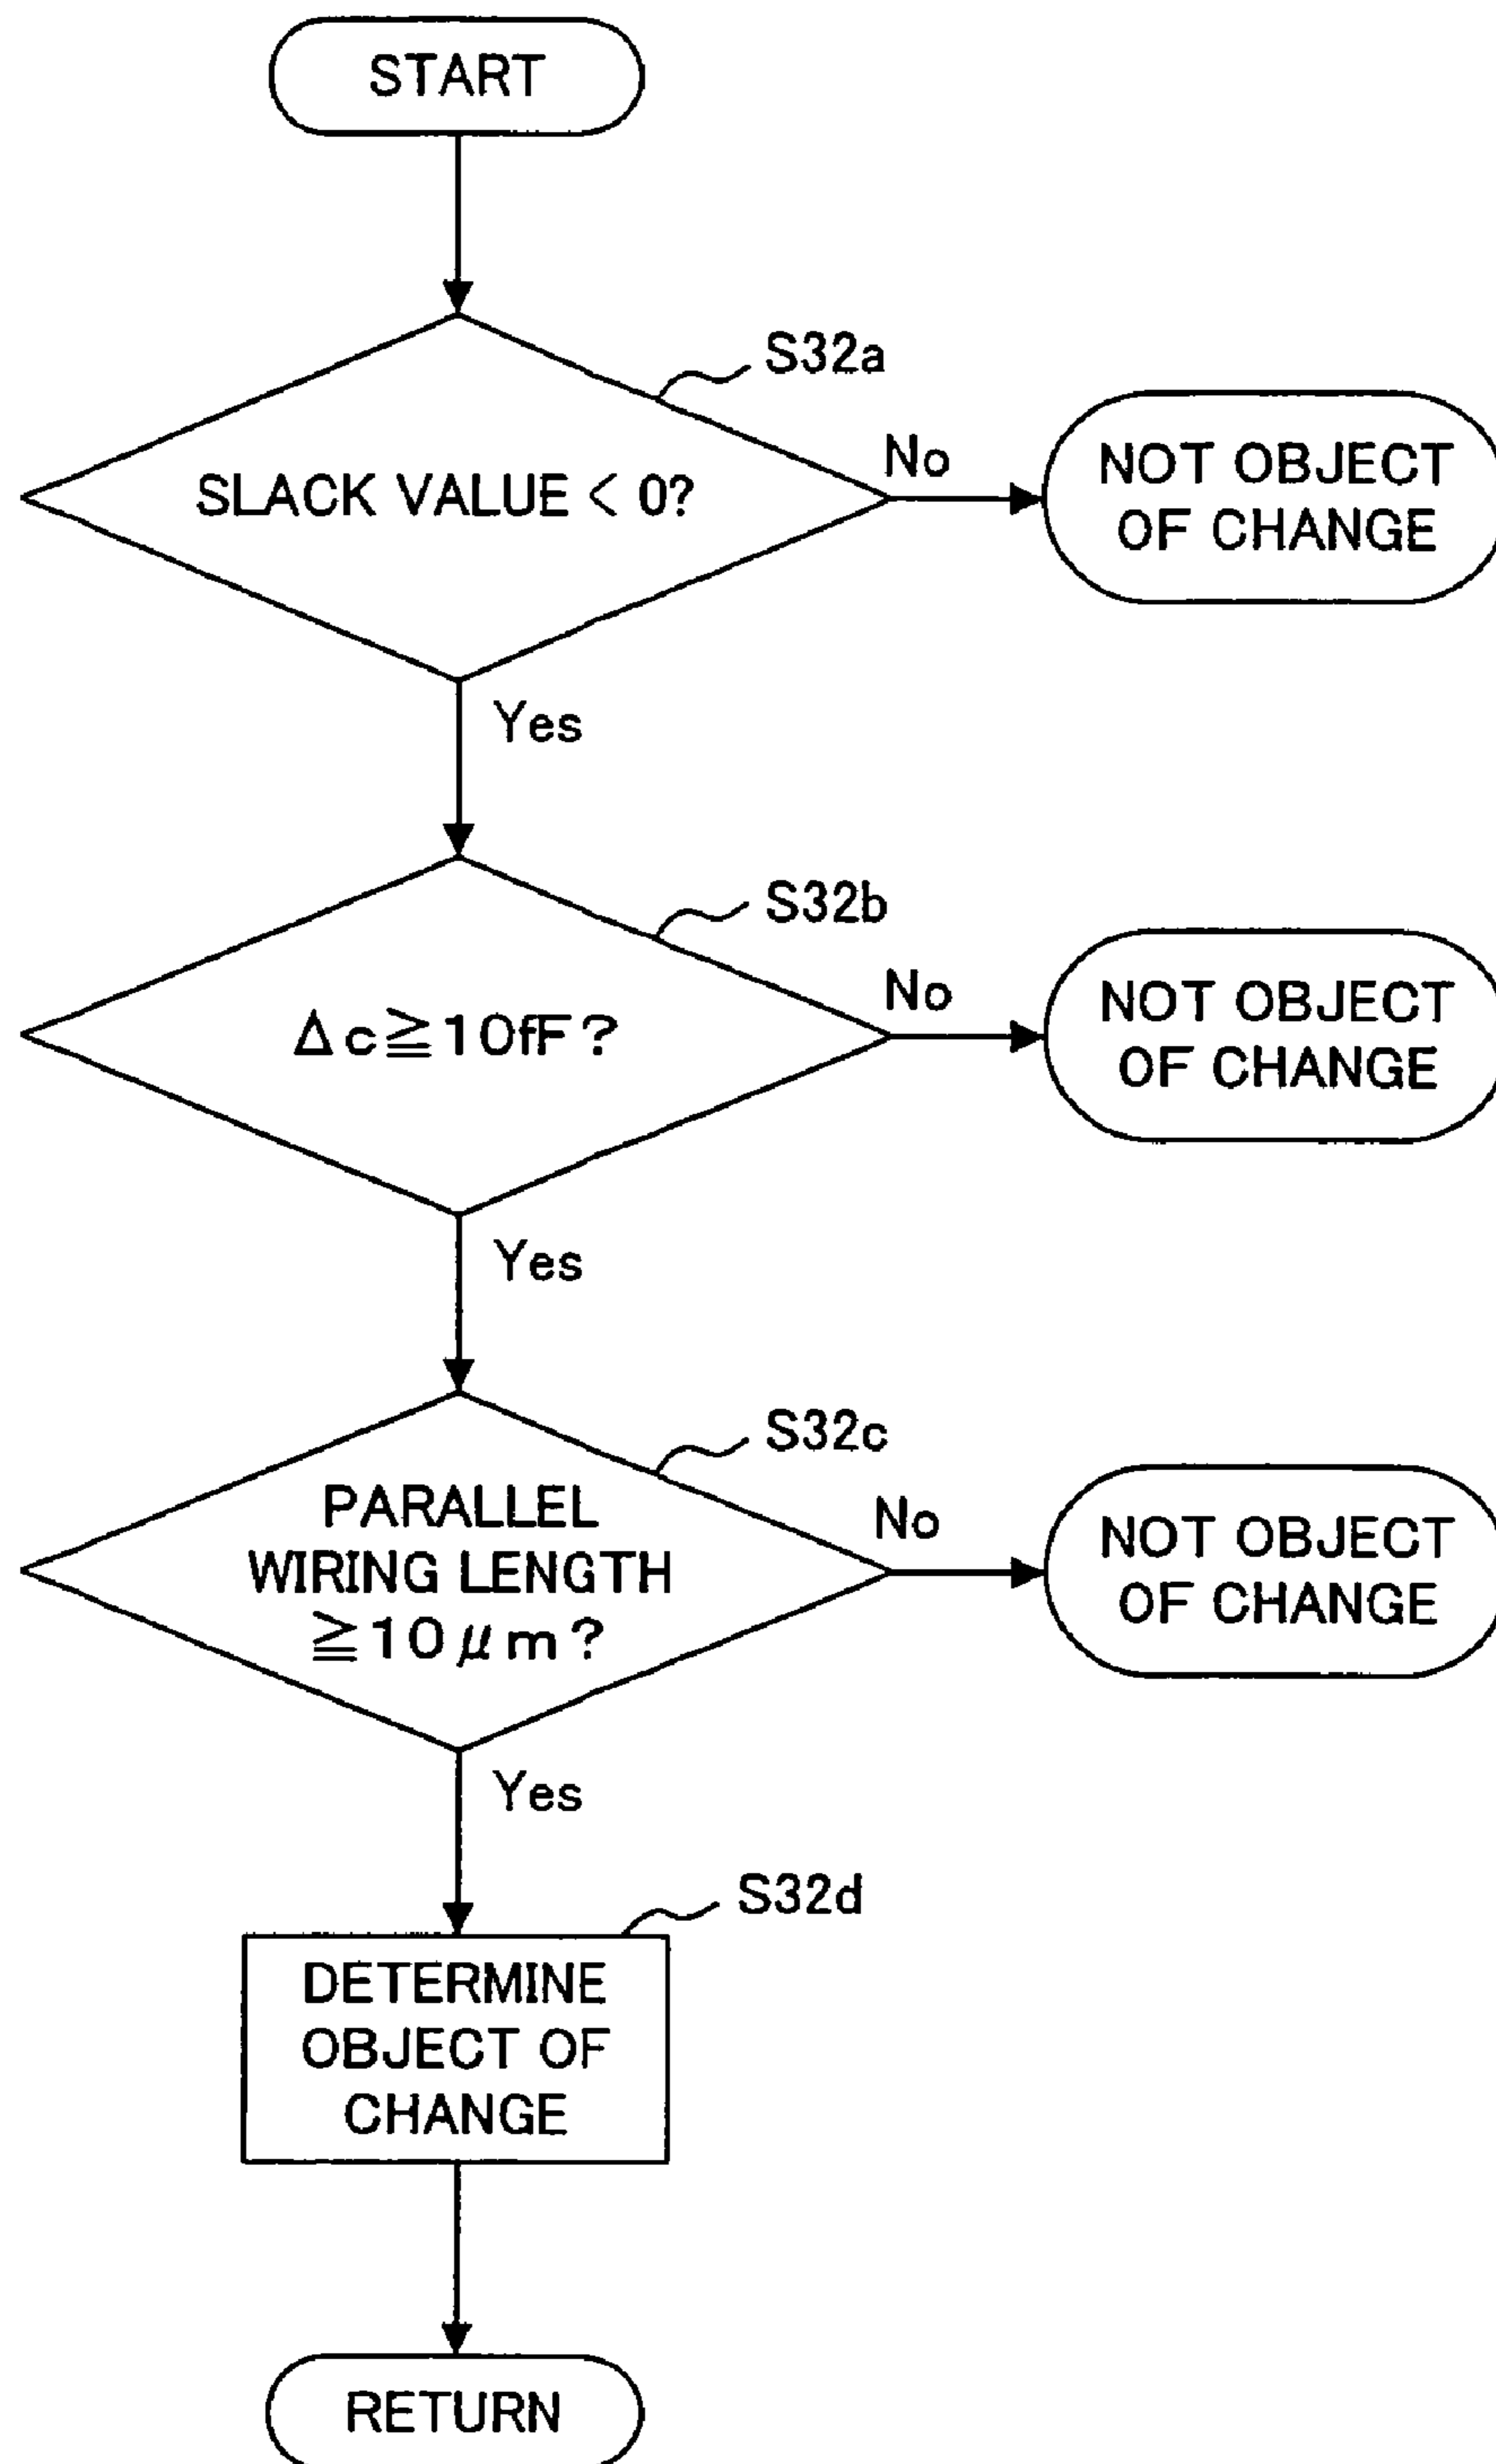 START
S32a
SLACK VALUE < 0?
No
NOT OBJECT
OF CHANGE
Yes
S32b
Δc≧10fF?
No
NOT OBJECT
OF CHANGE
Yes
S32c
PARALLEL
WIRING LENGTH
≧10μm?
No
NOT OBJECT
OF CHANGE
Yes
S32d
DETERMINE
OBJECT OF
CHANGE
RETURN